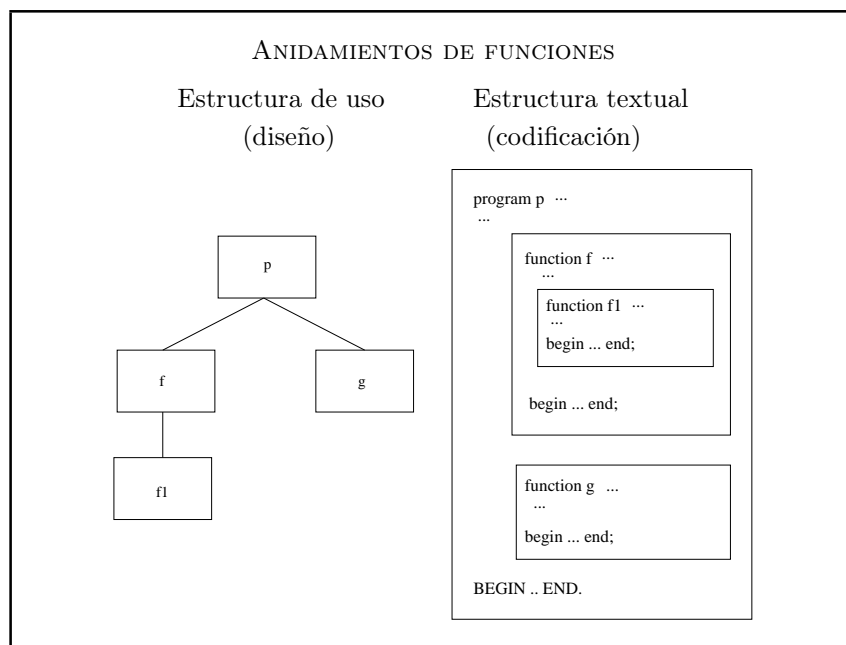 ANIDAMIENTOS DE FUNCIONES
Estructura de uso
(diseño)
Estructura textual
(codificación)
p
f
g
f1
program p ...
...
function f ...
...
function f1 ...
...
begin ... end;
begin ... end;
function g ...
...
begin ... end;
BEGIN .. END.